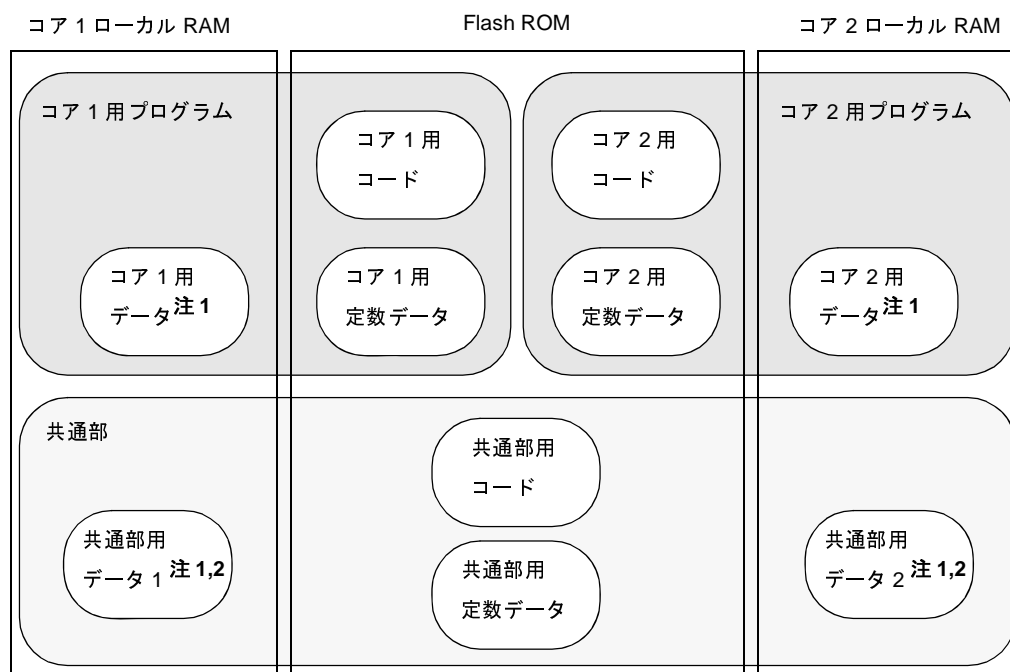 コア 1 ローカル RAM
Flash ROM
コア 2 ローカル RAM
コア 1 用プログラム
コア 1 用
コード
コア 1 用
データ注 1
コア 1 用
定数データ
コア 2 用プログラム
コア 2 用
コード
コア 2 用
定数データ
コア 2 用
データ注 1
共通部
共通部用
データ 1 注 1,2
共通部用
コード
共通部用
定数データ
共通部用
データ 2 注 1,2